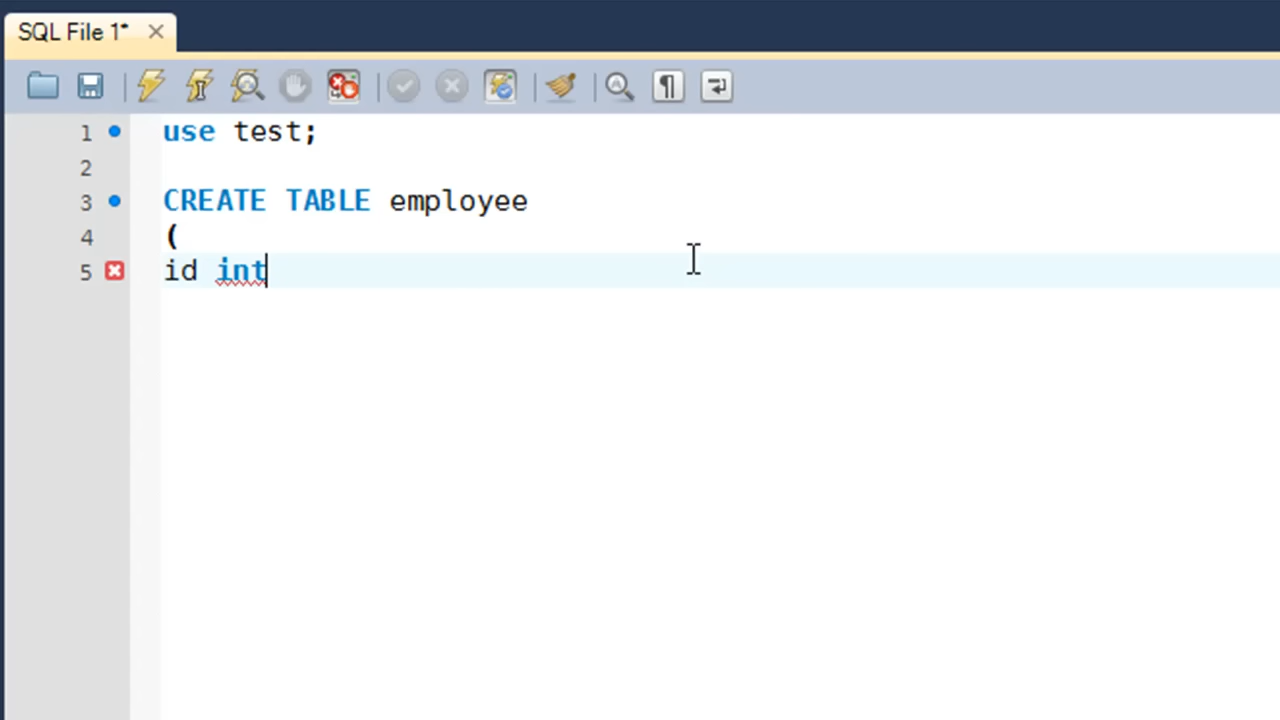 SQL File 1*
1 use test;
2
3 CREATE TABLE employee
4 (
5 id int